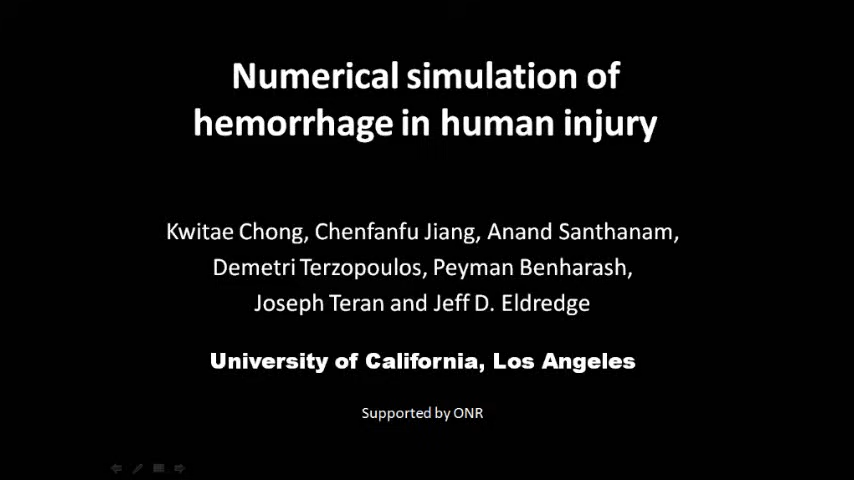 Numerical simulation of
hemorrhage in human injury
Kwitae Chong, Chenfanfu Jiang, Anand Santhanam,
Demetri Terzopoulos, Peyman Benharash,
Joseph Teran and Jeff D. Eldredge
University of California, Los Angeles
Supported by ONR